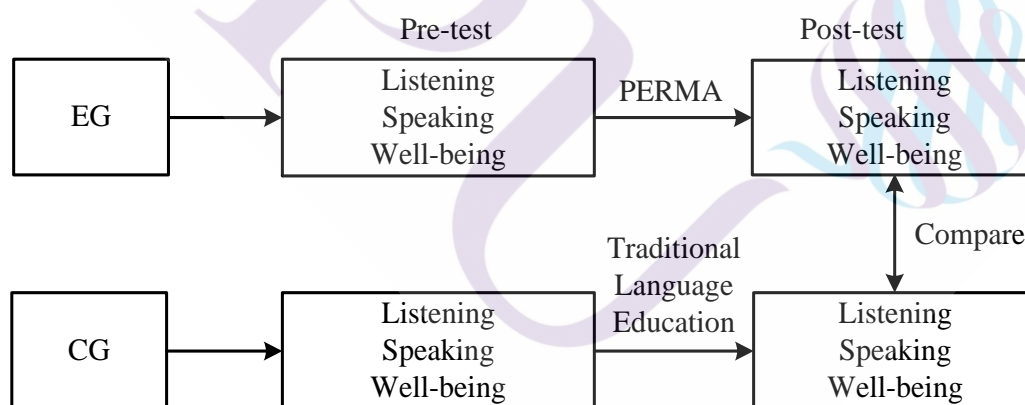 Pre-test
Post-test
EG
Listening
Speaking
Well-being
PERMA
Listening
Speaking
Well-being
Compare
CG
Listening
Speaking
Well-being
Traditional
Language
Education
Listening
Speaking
Well-being